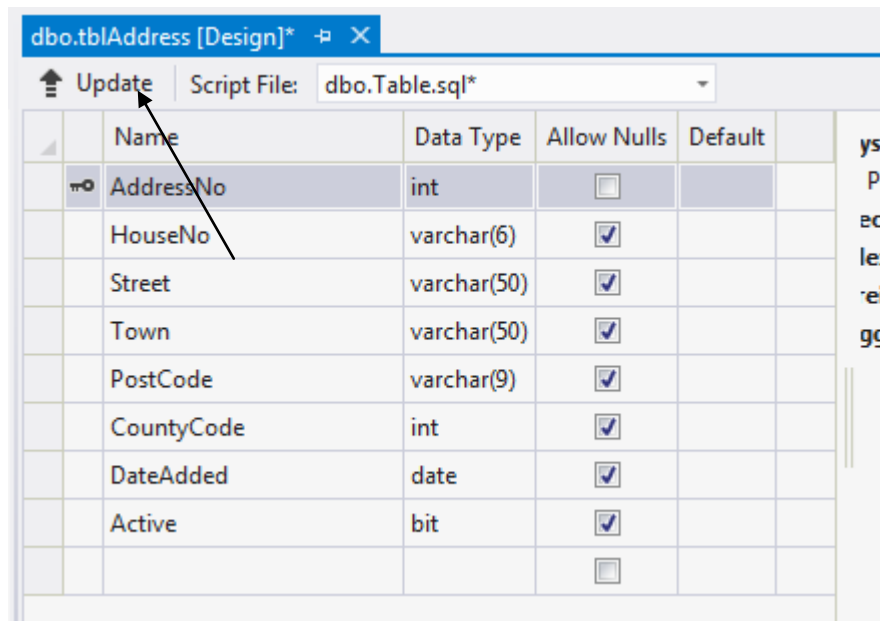 dbo.tblAddress [Design]*
Update Script File: dbo.Table.sql*
Name Data Type Allow Nulls Default
AddressNo int
HouseNo varchar(6)
Street varchar(50)
Town varchar(50)
PostCode varchar(9)
CountyCode int
DateAdded date
Active bit